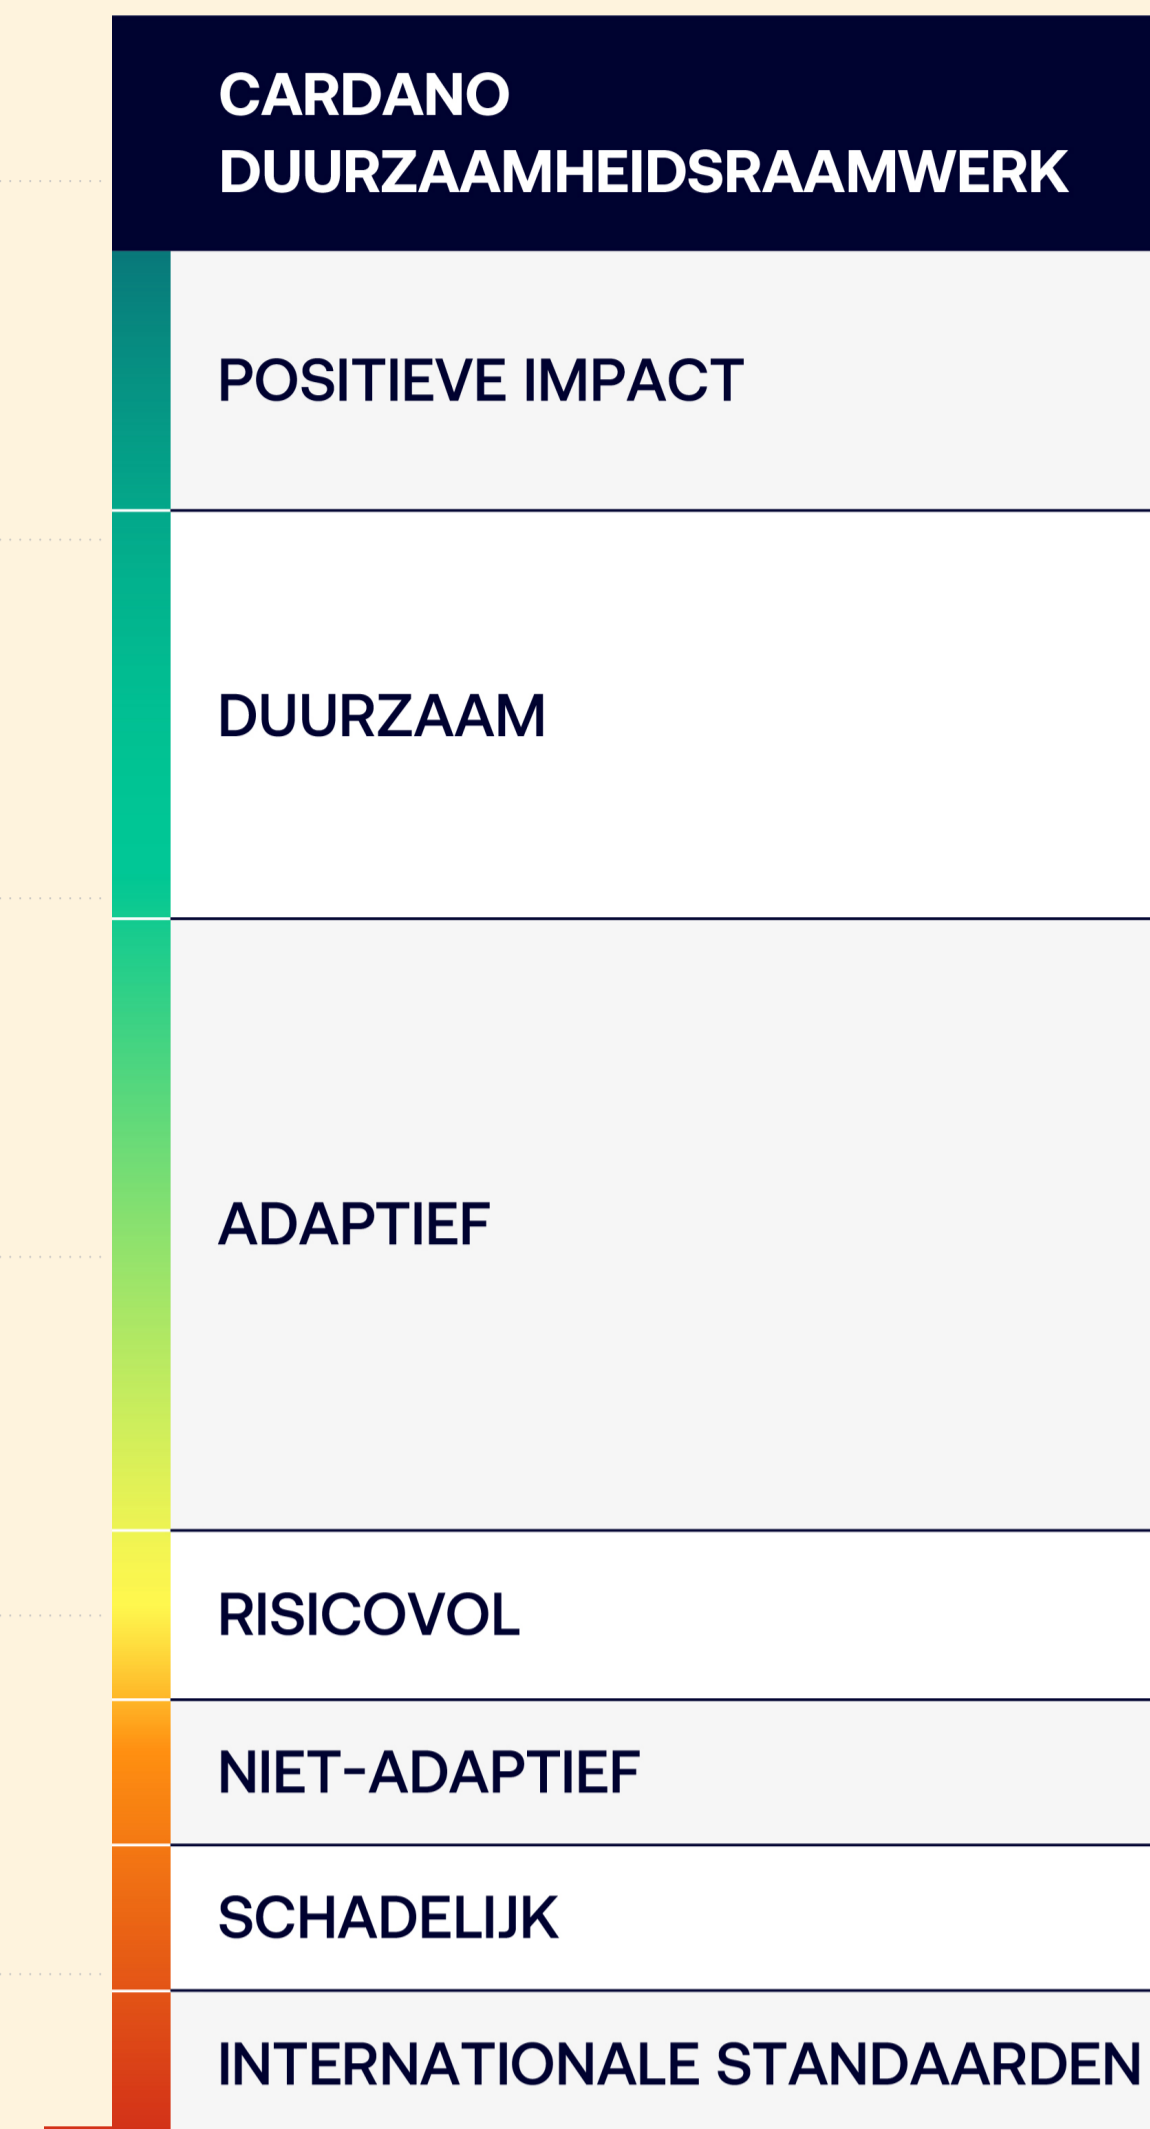 CARDANO
DUURZAAMHEIDSRAAMWERK
POSITIEVE IMPACT
DUURZAAM
ADAPTIEF
RISICOVOL
NIET-ADAPTIEF
SCHADELIJK
INTERNATIONALE STANDAARDEN